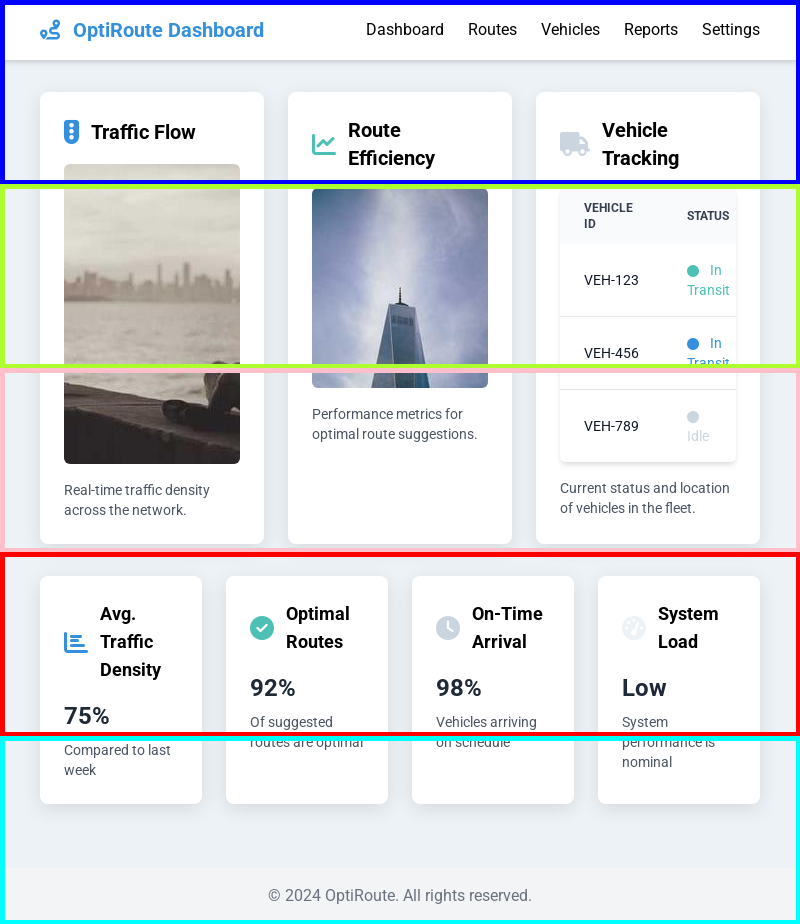 OptiRoute Dashboard
Dashboard Routes Vehicles Reports Settings
Traffic Flow
Real-time traffic density
across the network.
Route
Efficiency
Performance metrics for
optimal route suggestions.
Vehicle
Tracking
VEHICLE
ID
STATUS
VEH-123
In
Transit
VEH-456
In
Transit
VEH-789
Idle
Current status and location
of vehicles in the fleet.
Avg.
Traffic
Density
75%
Compared to last
week
Optimal
Routes
92%
Of suggested
routes are optimal
On-Time
Arrival
98%
Vehicles arriving
on schedule
System
Load
Low
System
performance is
nominal
© 2024 OptiRoute. All rights reserved.